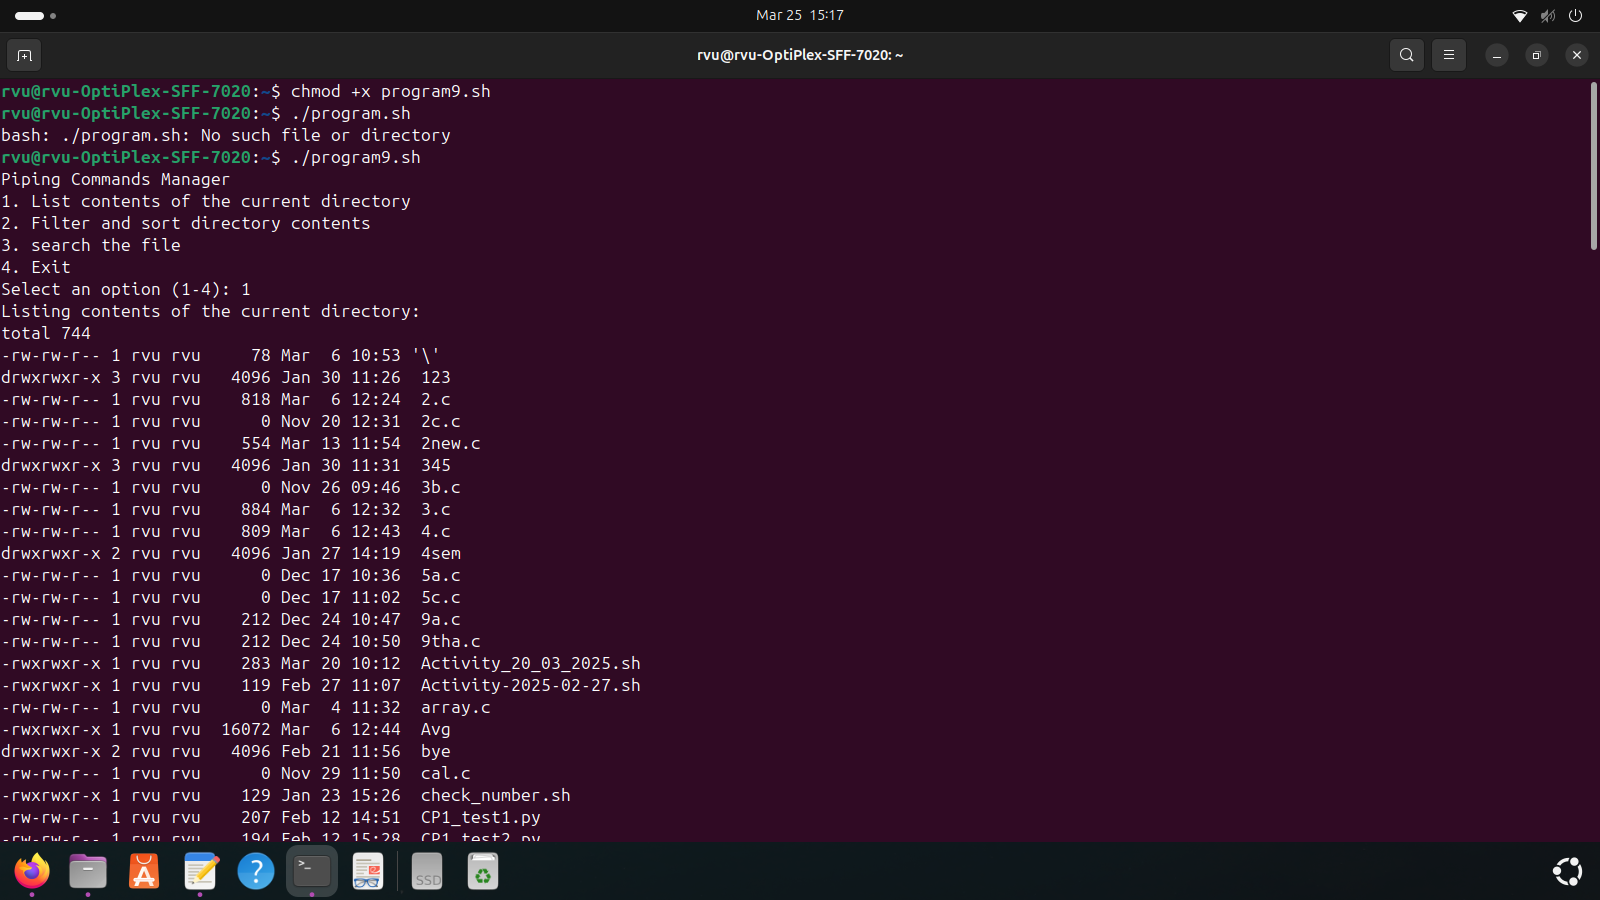 Mar 25  15:17
rvu@rvu-OptiPlex-SFF-7020: ~
rvu@rvu-OptiPlex-SFF-7020:~$ chmod +x program9.sh
rvu@rvu-OptiPlex-SFF-7020:~$ ./program.sh
bash: ./program.sh: No such file or directory
rvu@rvu-OptiPlex-SFF-7020:~$ ./program9.sh
Piping Commands Manager
1. List contents of the current directory
2. Filter and sort directory contents
3. search the file
4. Exit
Select an option (1-4): 1
Listing contents of the current directory:
total 744
-rw-rw-r-- 1 rvu rvu     78 Mar  6 10:53 '\'
drwxrwxr-x 3 rvu rvu   4096 Jan 30 11:26  123
-rw-rw-r-- 1 rvu rvu    818 Mar  6 12:24  2.c
-rw-rw-r-- 1 rvu rvu      0 Nov 20 12:31  2c.c
-rw-rw-r-- 1 rvu rvu    554 Mar 13 11:54  2new.c
drwxrwxr-x 3 rvu rvu   4096 Jan 30 11:31  345
-rw-rw-r-- 1 rvu rvu      0 Nov 26 09:46  3b.c
-rw-rw-r-- 1 rvu rvu    884 Mar  6 12:32  3.c
-rw-rw-r-- 1 rvu rvu    809 Mar  6 12:43  4.c
drwxrwxr-x 2 rvu rvu   4096 Jan 27 14:19  4sem
-rw-rw-r-- 1 rvu rvu      0 Dec 17 10:36  5a.c
-rw-rw-r-- 1 rvu rvu      0 Dec 17 11:02  5c.c
-rw-rw-r-- 1 rvu rvu    212 Dec 24 10:47  9a.c
-rw-rw-r-- 1 rvu rvu    212 Dec 24 10:50  9tha.c
-rwxrwxr-x 1 rvu rvu    283 Mar 20 10:12  Activity_20_03_2025.sh
-rwxrwxr-x 1 rvu rvu    119 Feb 27 11:07  Activity-2025-02-27.sh
-rw-rw-r-- 1 rvu rvu      0 Mar  4 11:32  array.c
-rwxrwxr-x 1 rvu rvu  16072 Mar  6 12:44  Avg
drwxrwxr-x 2 rvu rvu   4096 Feb 21 11:56  bye
-rw-rw-r-- 1 rvu rvu      0 Nov 29 11:50  cal.c
-rwxrwxr-x 1 rvu rvu    129 Jan 23 15:26  check_number.sh
-rw-rw-r-- 1 rvu rvu    207 Feb 12 14:51  CP1_test1.py
-rw-rw-r-- 1 rvu rvu    194 Feb 12 15:28  CP1_test2.py
SSD